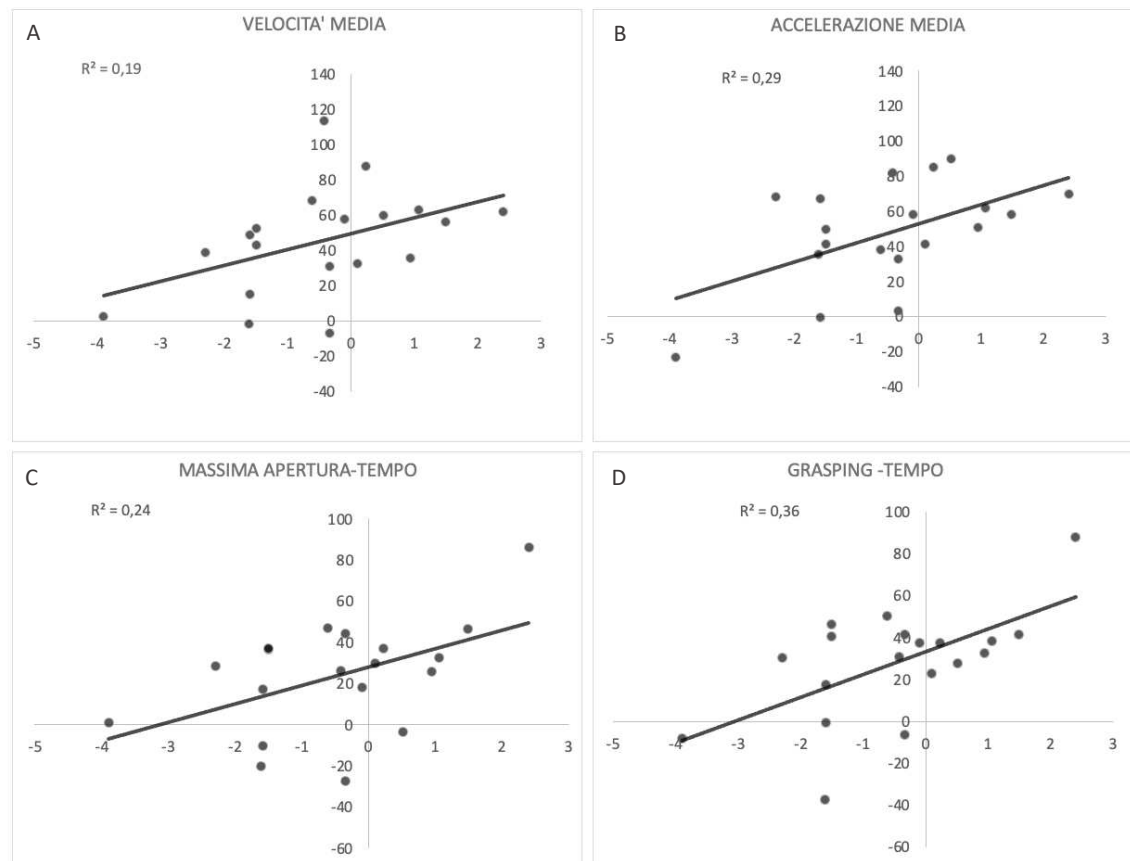 A
VELOCITA' MEDIA
R² = 0,19
140
120
100
80
60
40
20
0
-20
-40
-5 -4 -3 -2 -1 0 1 2 3
B
ACCELERAZIONE MEDIA
R² = 0,29
140
120
100
80
60
40
20
0
-20
-40
-5 -4 -3 -2 -1 0 1 2 3
C
MASSIMA APERTURA-TEMPO
R² = 0,24
100
80
60
40
20
0
-20
-40
-60
-5 -4 -3 -2 -1 0 1 2 3
D
GRASPING -TEMPO
R² = 0,36
100
80
60
40
20
0
-20
-40
-60
-5 -4 -3 -2 -1 0 1 2 3